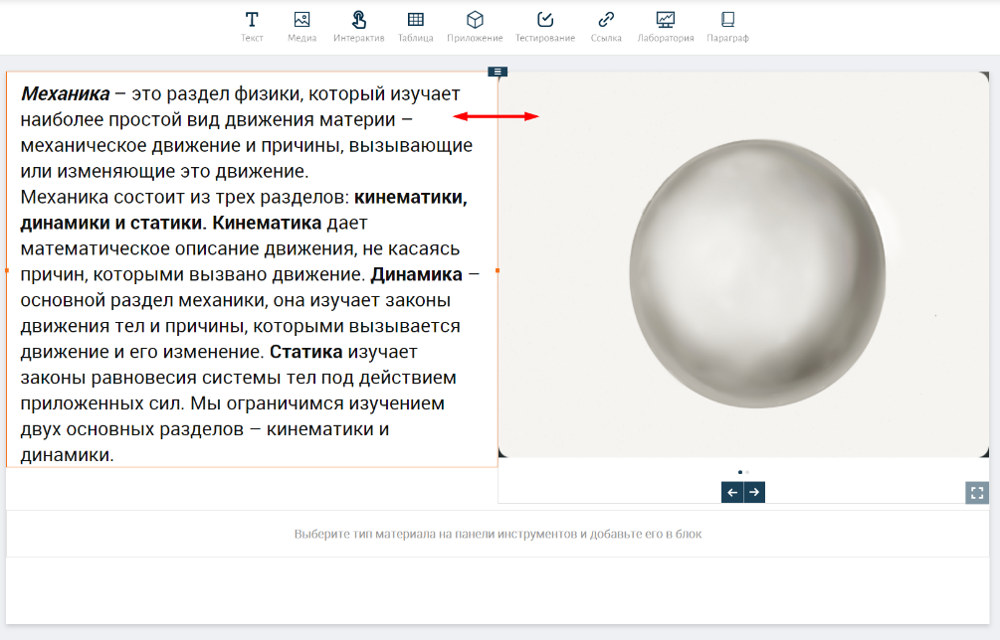 Текст Медиа Интерактив Таблица Приложение Тестирование Ссылка Лаборатория Параграф
Механика – это раздел физики, который изучает
наиболее простой вид движения материи –
механическое движение и причины, вызывающие
или изменяющие это движение.
Механика состоит из трех разделов: кинематики,
динамики и статики. Кинематика дает
математическое описание движения, не касаясь
причин, которыми вызвано движение. Динамика –
основной раздел механики, она изучает законы
движения тел и причины, которыми вызывается
движение и его изменение. Статика изучает
законы равновесия системы тел под действием
приложенных сил. Мы ограничимся изучением
двух основных разделов – кинематики и
динамики.
Выберите тип материала на панели инструментов и добавьте его в блок